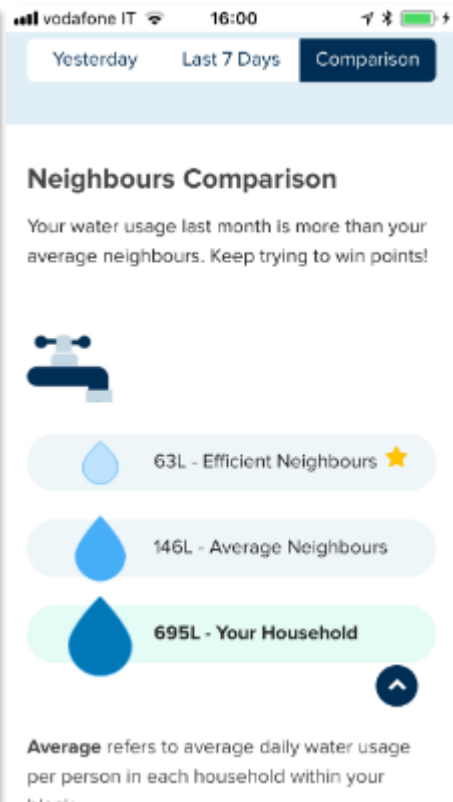 vodafone IT 16:00
Yesterday Last 7 Days Comparison
Neighbours Comparison
Your water usage last month is more than your
average neighbours. Keep trying to win points!
63L - Efficient Neighbours
146L - Average Neighbours
695L - Your Household
Average refers to average daily water usage
per person in each household within your